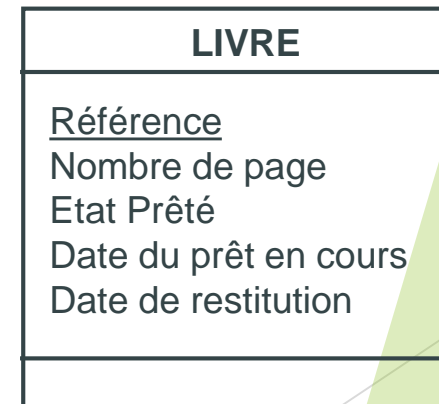 LIVRE
Référence
Nombre de page
Etat Prêté
Date du prêt en cours
Date de restitution